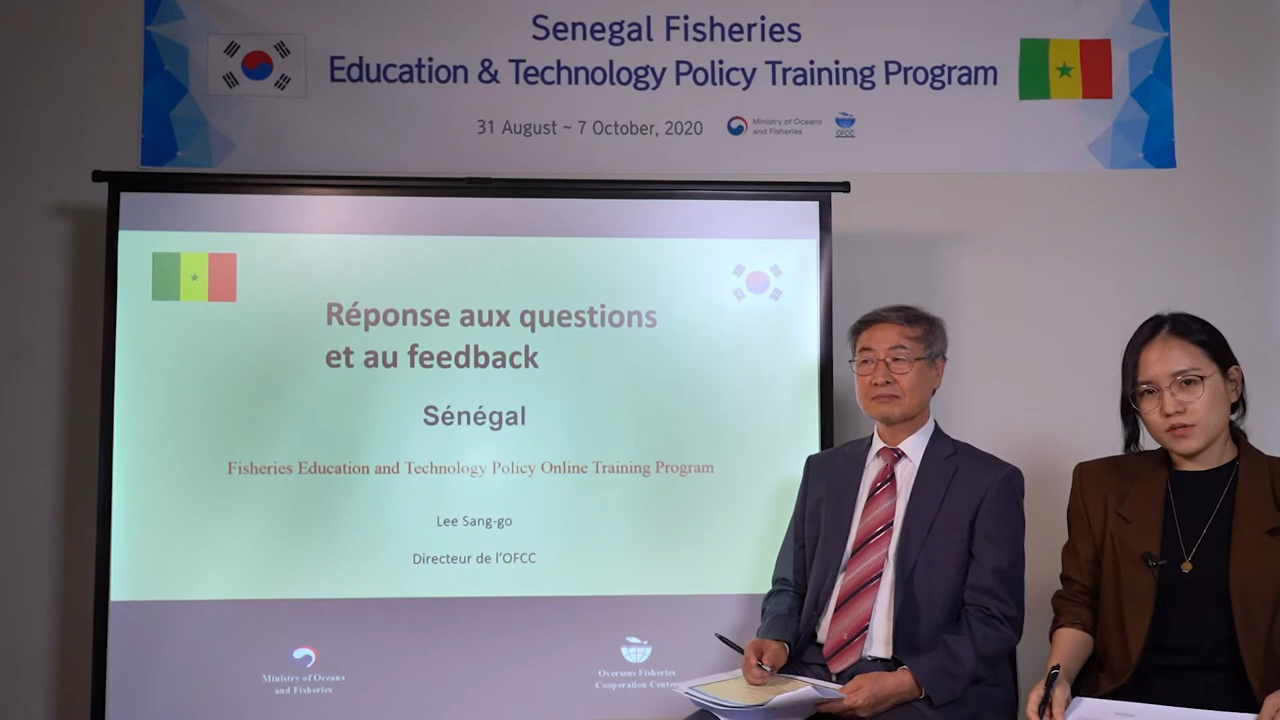 Senegal Fisheries
Education & Technology Policy Training Program
31 August ~ 7 October, 2020
Ministry of Oceans
and Fisheries
OFCC
Réponse aux questions
et au feedback
Sénégal
Fisheries Education and Technology Policy Online Training Program
Lee Sang-go
Directeur de l'OFCC
Ministry of Oceans
and Fisheries
Overseas Fisheries
Cooperation Center